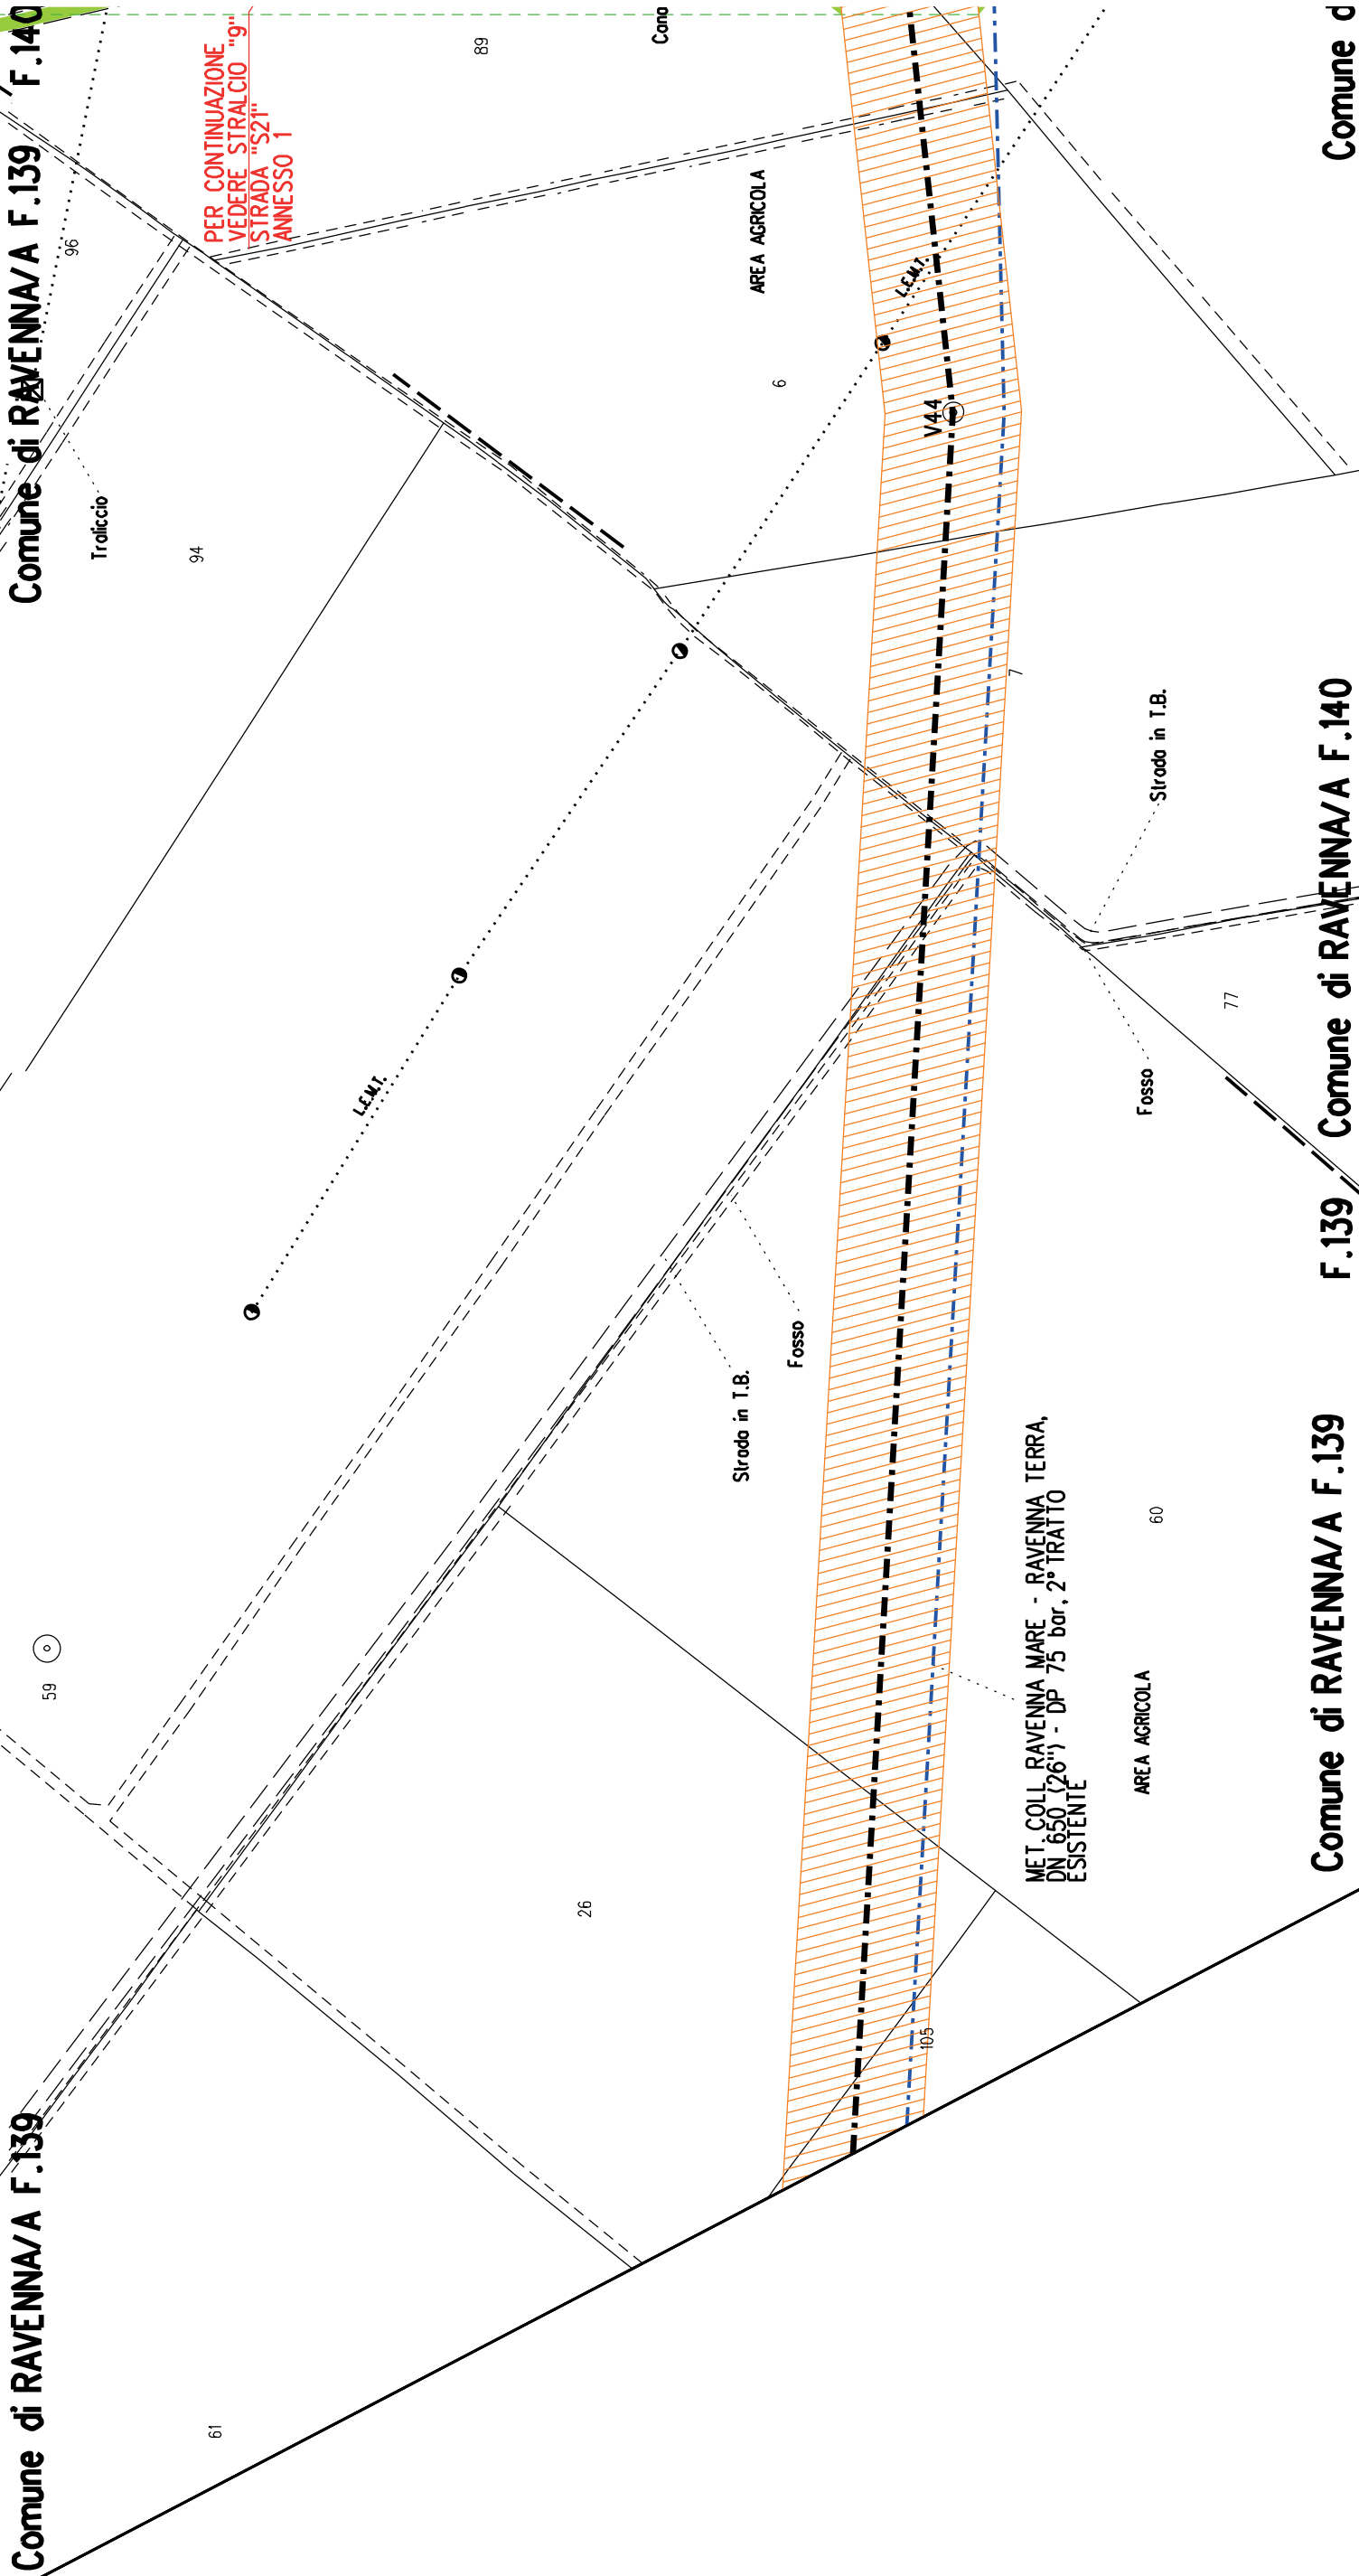 Comune di RAVENNA/A F.139
Comune di RAVENNA/A F.139
F.140
PER CONTINUAZIONE
VEDERE STRALCIO "9"
STRADA "S21"
ANNESSO 1
89
96
Traliccio
94
AREA AGRICOLA
6
L.E.M.T.
V44
7
Strada in T.B.
L.E.M.T.
Fosso
77
Strada in T.B.
Fosso
59
26
61
105
60
MET. COLL. RAVENNA MARE - RAVENNA TERRA,
DN 650 (26") - DP 75 bar, 2° TRATTO
ESISTENTE
AREA AGRICOLA
Comune di RAVENNA/A F.139
F.139
Comune di RAVENNA/A F.140
Comune